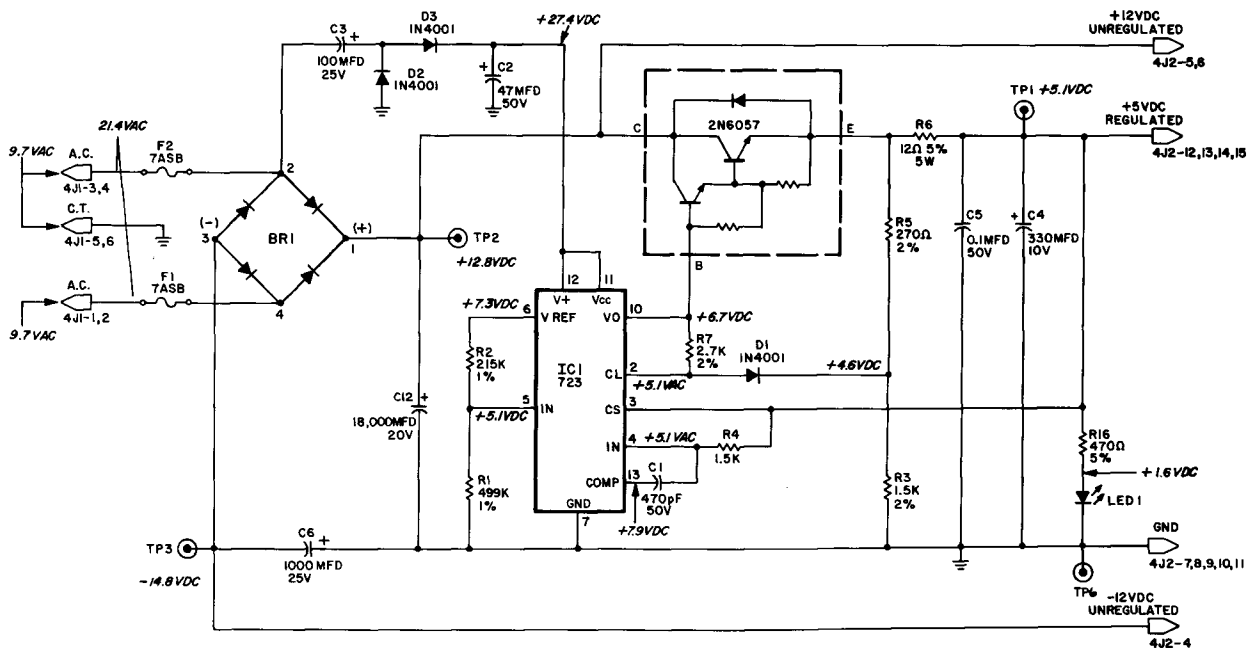 +12VDC
UNREGULATED
4J2-5,6
+27.4VDC
D3
1N4001
C3
+
100MFD
25V
D2
1N4001
+
C2
47MFD
50V
TP1
+5.1VDC
+5VDC
REGULATED
4J2-12,13,14,15
C
2N6057
E
B
R6
12Ω 5%
5W
21.4VAC
9.7VAC
A.C.
4J1-3,4
F2
7ASB
2
C.T.
4J1-5,6
(-)
3
BR1
(+)
1
TP2
+12.8VDC
A.C.
4J1-1,2
F1
7ASB
4
9.7VAC
R5
270Ω
2%
C5
0.1MFD
50V
+
C4
330MFD
10V
12
11
V+
Vcc
+7.3VDC
6
V REF
VO
10
+6.7VDC
R7
2.7K
2%
D1
1N4001
R2
215K
1%
IC1
723
CL
2
+5.1VAC
+4.6VDC
C12
+
18,000MFD
20V
5
IN
+5.1VDC
CS
3
IN
4
+5.1VAC
R4
1.5K
R16
470Ω
5%
+1.6VDC
LED1
R1
499K
1%
COMP
13
C1
470pF
50V
GND
7
+7.9VDC
R3
1.5K
2%
TP3
-14.8VDC
C6
+
1000MFD
25V
GND
4J2-7,8,9,10,11
TP6
-12VDC
UNREGULATED
4J2-4